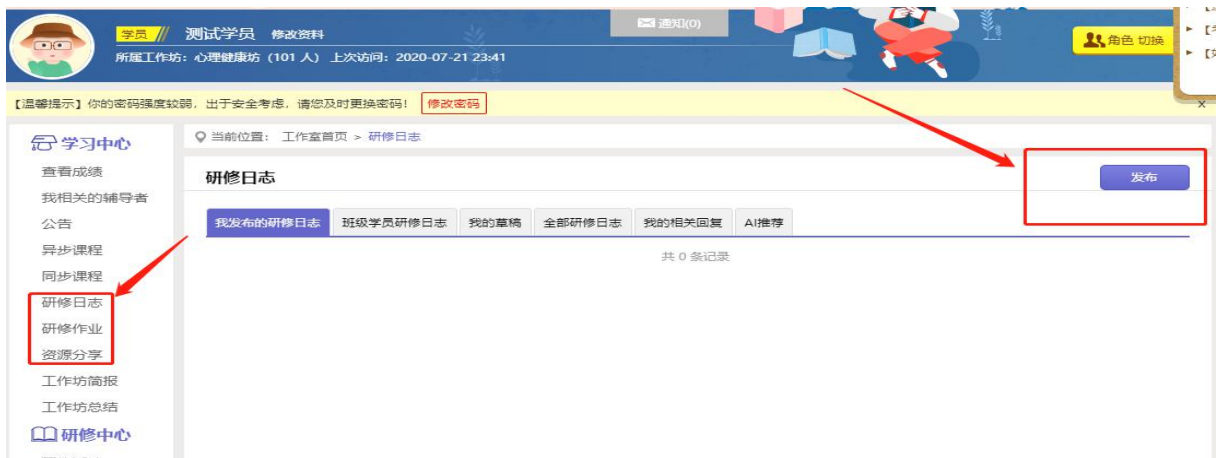 通知(0)
学员 测试学员 修改资料
角色 切换
所属工作坊：心理健康坊 (101 人) 上次访问：2020-07-21 23:41
【温馨提示】你的密码强度较弱，出于安全考虑，请您及时更换密码！ 修改密码 x
学习中心
当前位置： 工作室首页 > 研修日志
查看成绩
研修日志
发布
我相关的辅导者
公告
我发布的研修日志 班级学员研修日志 我的草稿 全部研修日志 我的相关回复 AI推荐
异步课程
共 0 条记录
同步课程
研修日志
研修作业
资源分享
工作坊简报
工作坊总结
研修中心